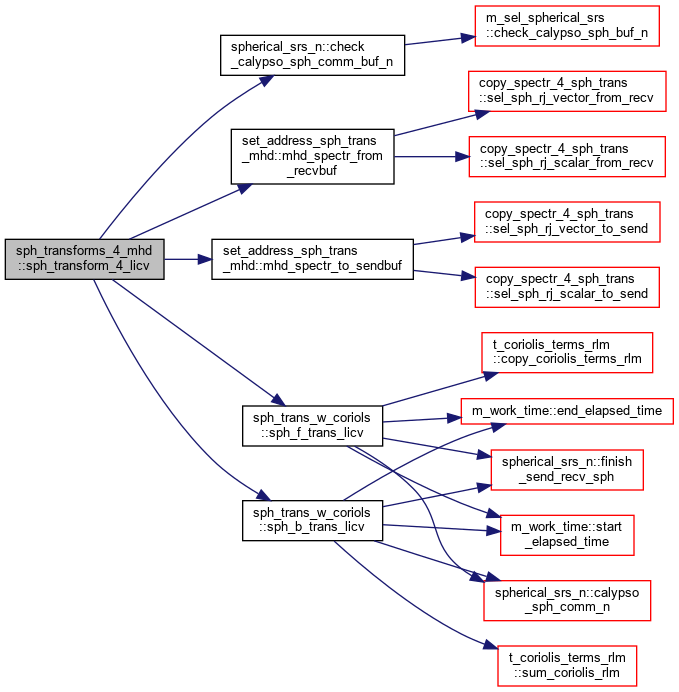 sph_transforms_4_mhd
::sph_transform_4_licv
spherical_srs_n::check
_calypso_sph_comm_buf_n
set_address_sph_trans
_mhd::mhd_spectr_from
_recvbuf
set_address_sph_trans
_mhd::mhd_spectr_to_sendbuf
sph_trans_w_coriols
::sph_f_trans_licv
sph_trans_w_coriols
::sph_b_trans_licv
m_sel_spherical_srs
::check_calypso_sph_buf_n
copy_spectr_4_sph_trans
::sel_sph_rj_vector_from_recv
copy_spectr_4_sph_trans
::sel_sph_rj_scalar_from_recv
copy_spectr_4_sph_trans
::sel_sph_rj_vector_to_send
copy_spectr_4_sph_trans
::sel_sph_rj_scalar_to_send
t_coriolis_terms_rlm
::copy_coriolis_terms_rlm
m_work_time::end_elapsed_time
spherical_srs_n::finish
_send_recv_sph
m_work_time::start
_elapsed_time
spherical_srs_n::calypso
_sph_comm_n
t_coriolis_terms_rlm
::sum_coriolis_rlm